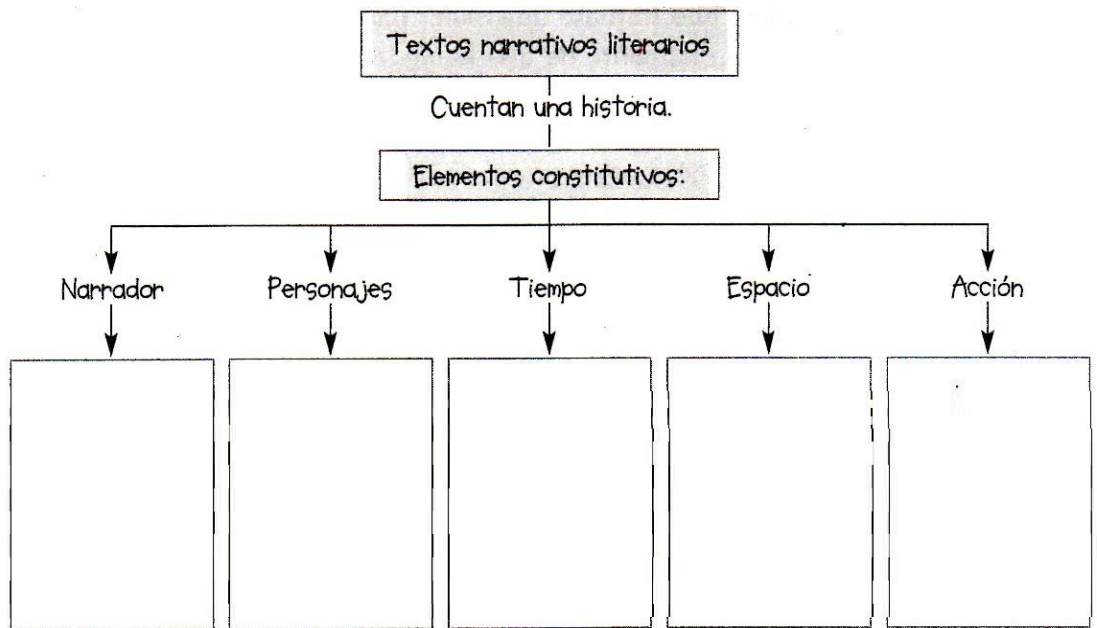 Textos narrativos literarios
Cuentan una historia.
Elementos constitutivos:
Narrador
Personajes
Tiempo
Espacio
Acción